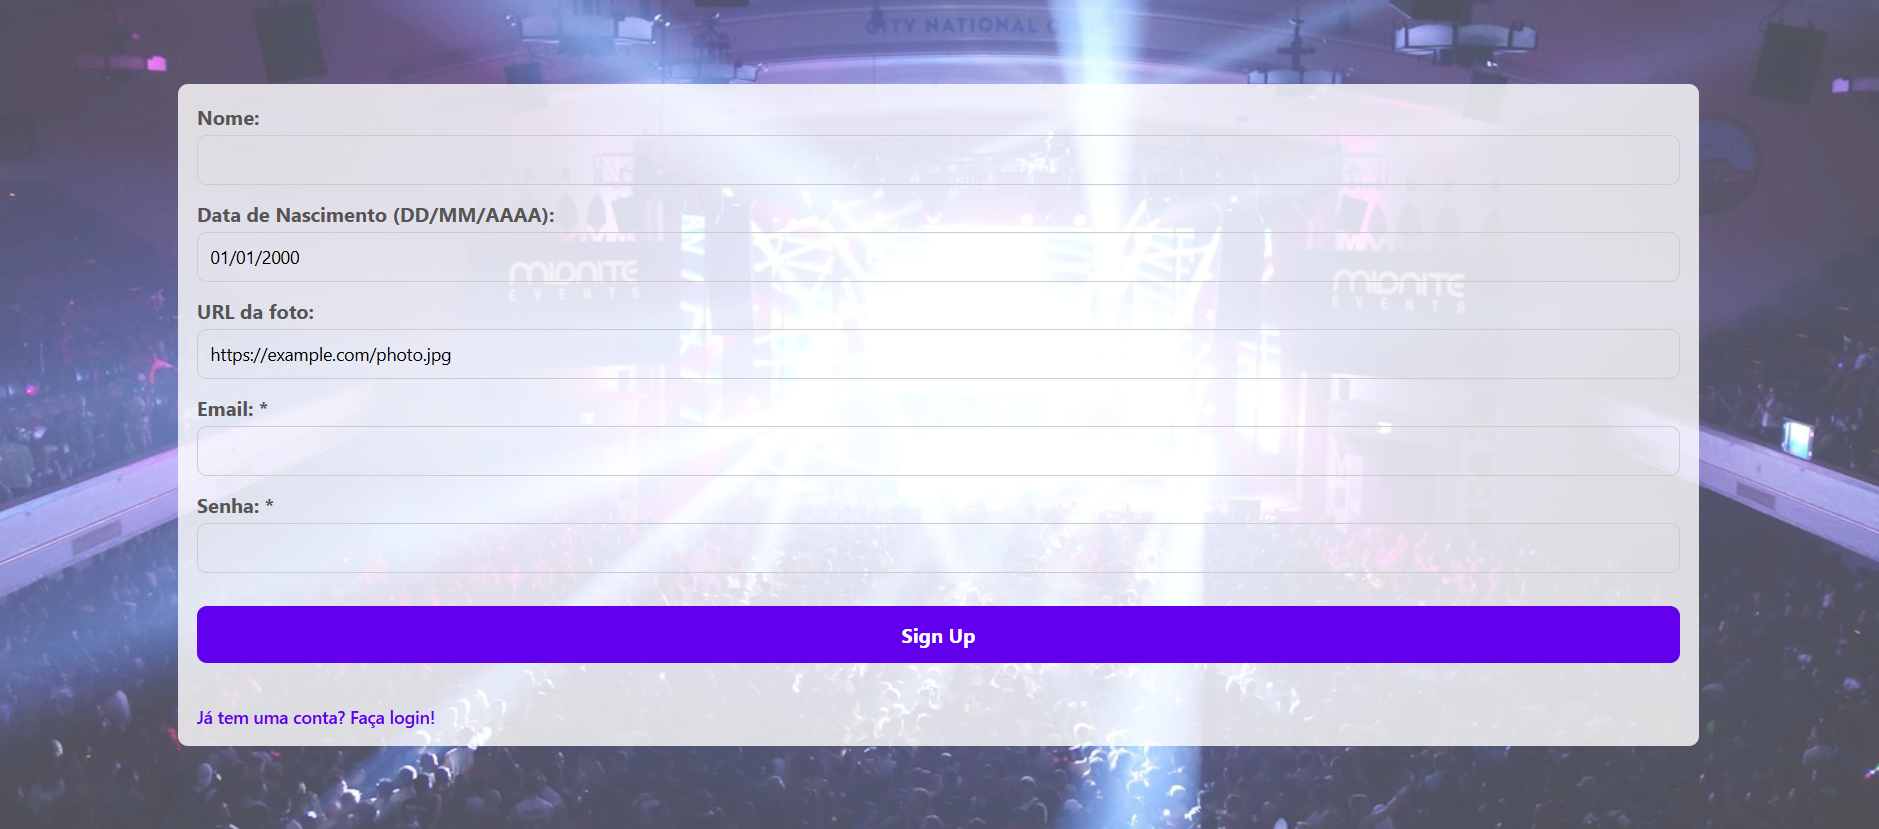 CITY NATIONAL CIVIC
Nome:
Data de Nascimento (DD/MM/AAAA):
01/01/2000
MIDNITE
EVENTS
MIDNITE
EVENTS
URL da foto:
https://example.com/photo.jpg
Email: *
Senha: *
Sign Up
Já tem uma conta? Faça login!